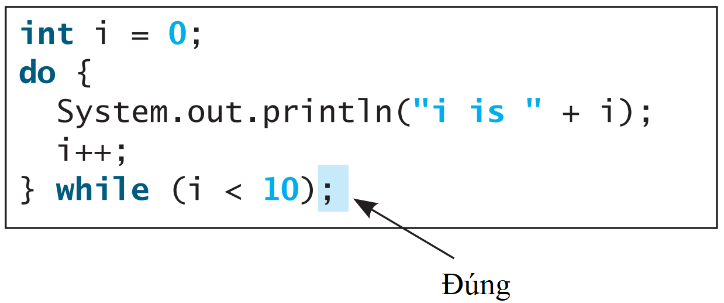 int i = 0;
do {
  System.out.println("i is " + i);
  i++;
} while (i < 10);
Đúng